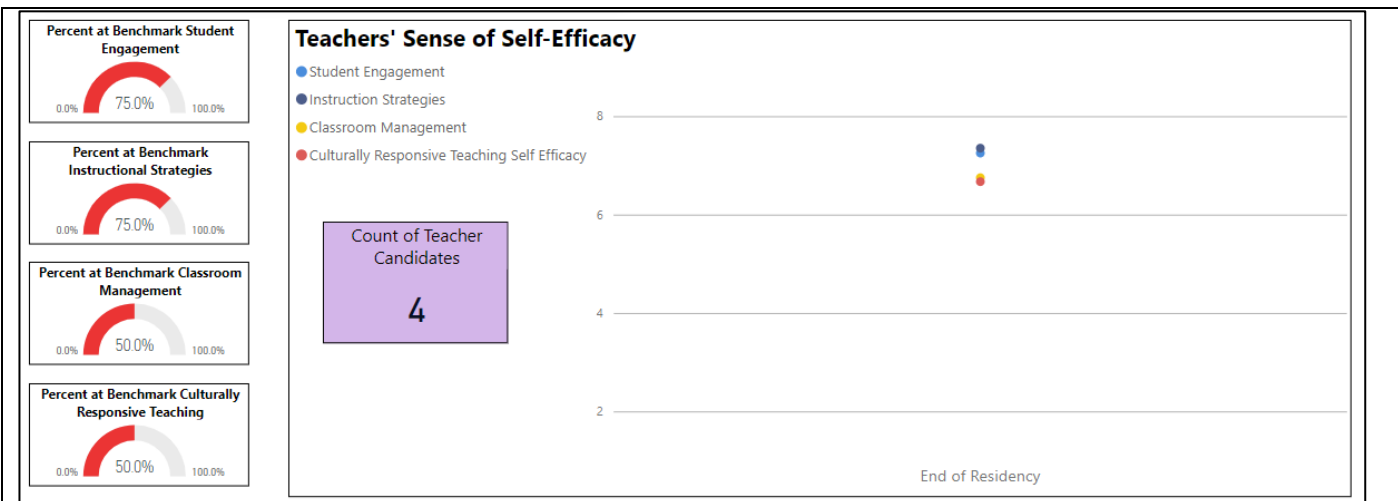 Percent at Benchmark Student
Engagement
75.0%
0.0%
100.0%
Percent at Benchmark
Instructional Strategies
75.0%
0.0%
100.0%
Percent at Benchmark Classroom
Management
50.0%
0.0%
100.0%
Percent at Benchmark Culturally
Responsive Teaching
50.0%
0.0%
100.0%
Teachers' Sense of Self-Efficacy
Student Engagement
Instruction Strategies
Classroom Management
Culturally Responsive Teaching Self Efficacy
Count of Teacher
Candidates
4
8
6
4
2
End of Residency